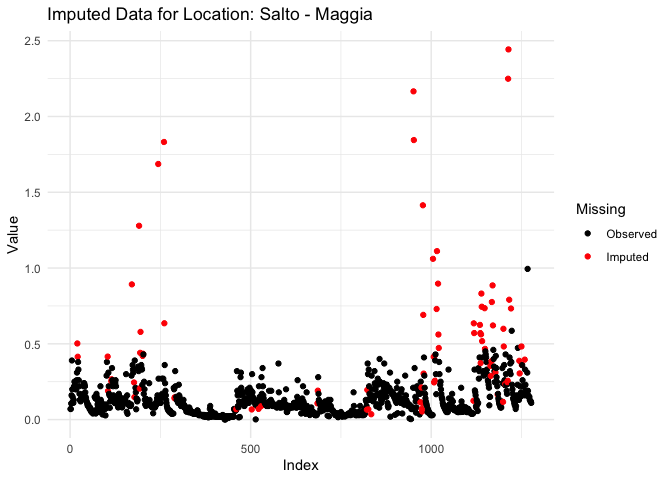 Imputed Data for Location: Salto - Maggia
2.5
2.0
1.5
1.0
0.5
0.0
Value
0
500
1000
Index
Missing
Observed
Imputed